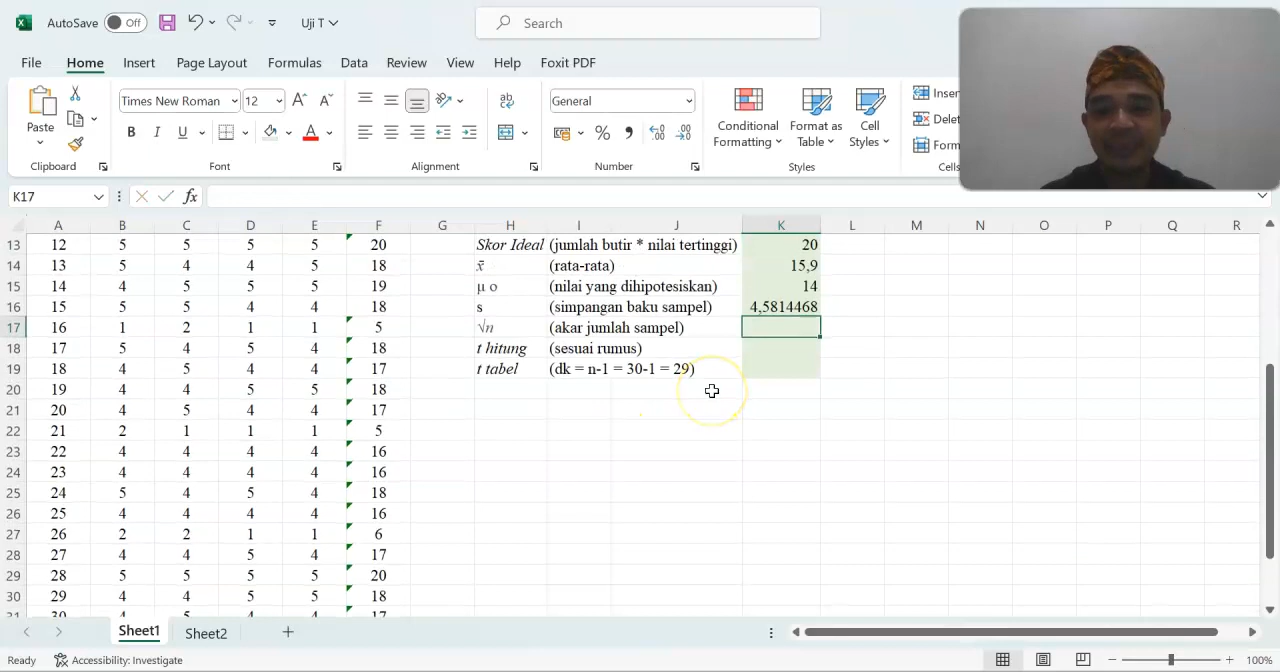 AutoSave Off Uji T Search
File Home Insert Page Layout Formulas Data Review View Help Foxit PDF
Paste Times New Roman 12 General Conditional Formatting Format as Table Cell Styles
B I U A %
Clipboard Font Alignment Number Styles
K17 fx
A B C D E F G H I J K L M N O P Q R
13 12 5 5 5 5 20 Skor Ideal (jumlah butir * nilai tertinggi) 20
14 13 5 4 4 5 18 x̄ (rata-rata) 15,9
15 14 4 5 5 5 19 μ o (nilai yang dihipotesiskan) 14
16 15 5 5 4 4 18 s (simpangan baku sampel) 4,5814468
17 16 1 2 1 1 5 √n (akar jumlah sampel)
18 17 5 4 5 4 18 t hitung (sesuai rumus)
19 18 4 5 4 4 17 t tabel (dk = n-1 = 30-1 = 29)
20 19 4 4 5 5 18
21 20 4 5 4 4 17
22 21 2 1 1 1 5
23 22 4 4 4 4 16
24 23 4 4 4 4 16
25 24 5 4 5 4 18
26 25 4 4 4 4 16
27 26 2 2 1 1 6
28 27 4 4 5 4 17
29 28 5 5 5 5 20
30 29 4 4 5 5 18
31 30 4 5 4 4 17
Sheet1 Sheet2
Ready Accessibility: Investigate 100%